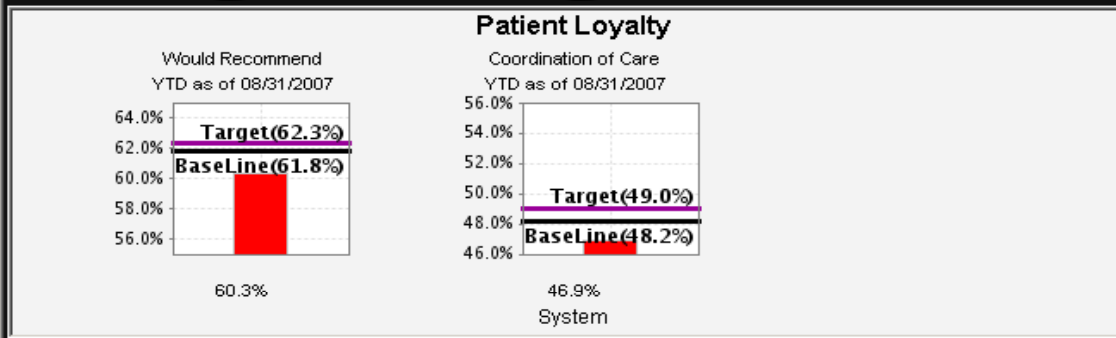 Patient Loyalty
Would Recommend
YTD as of 08/31/2007
64.0%
62.0%
60.0%
58.0%
56.0%
Target(62.3%)
BaseLine(61.8%)
60.3%
Coordination of Care
YTD as of 08/31/2007
56.0%
54.0%
52.0%
50.0%
48.0%
46.0%
Target(49.0%)
BaseLine(48.2%)
46.9%
System